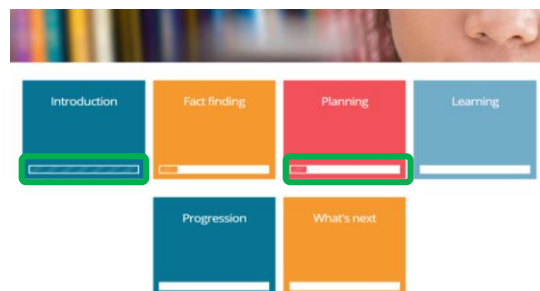 Introduction
Fact finding
Planning
Learning
Progression
What's next